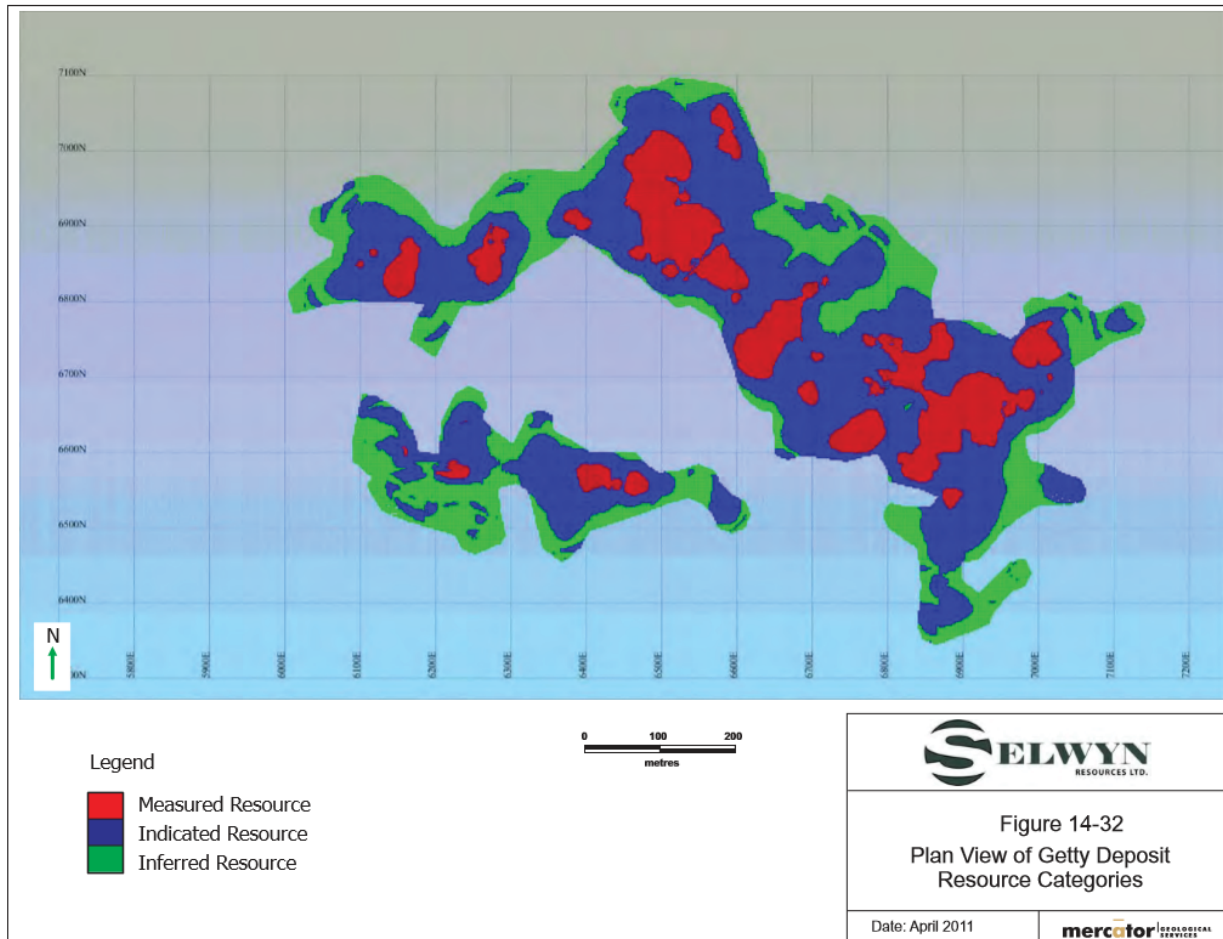 7100N
7000N
6900N
6800N
6700N
6600N
6500N
6400N
00N
5800E
5900E
6000E
6100E
6200E
6300E
6400E
6500E
6600E
6700E
6800E
6900E
7000E
7100E
7200E
N
0 100 200
metres
Legend
Measured Resource
Indicated Resource
Inferred Resource
SELWYN
RESOURCES LTD.
Figure 14-32
Plan View of Getty Deposit
Resource Categories
Date: April 2011
mercator GEOLOGICAL
SERVICES